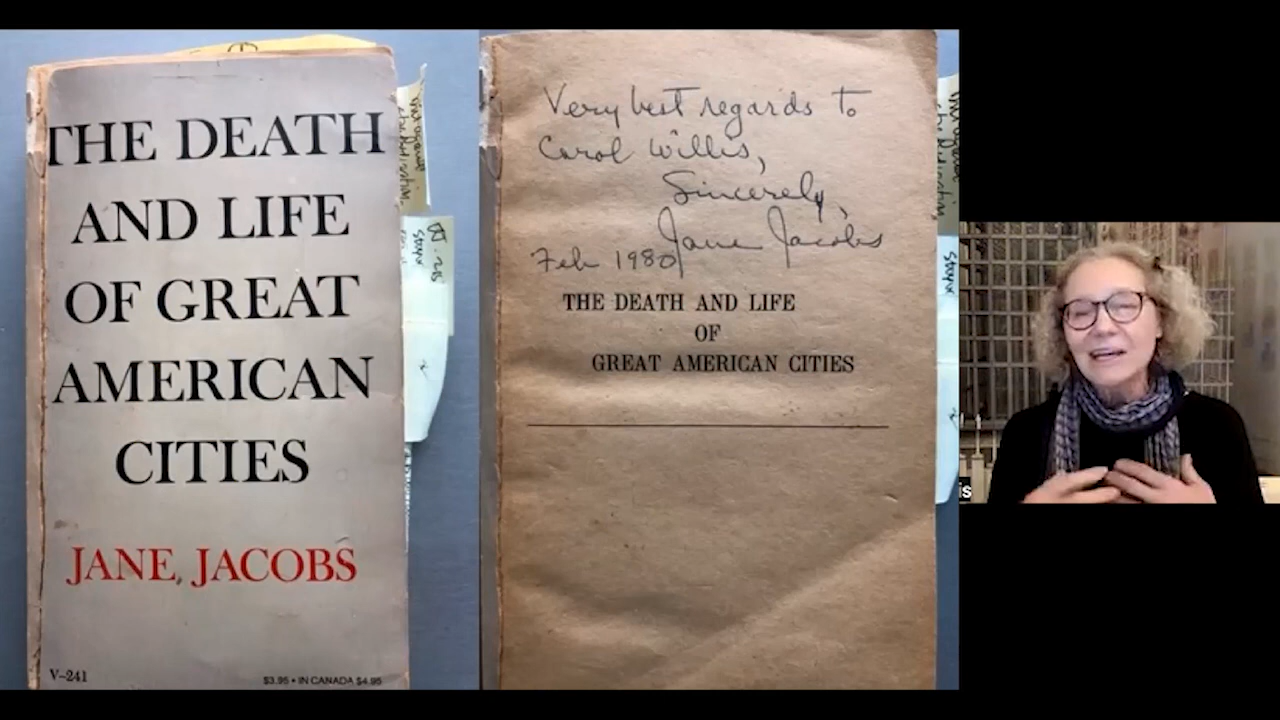 THE DEATH
AND LIFE
OF GREAT
AMERICAN
CITIES
JANE JACOBS
V-241
$3.95 • IN CANADA $4.95
Very best regards to
Carol Willis,
Sincerely,
Jane Jacobs
Feb 1980
THE DEATH AND LIFE
OF
GREAT AMERICAN CITIES
is